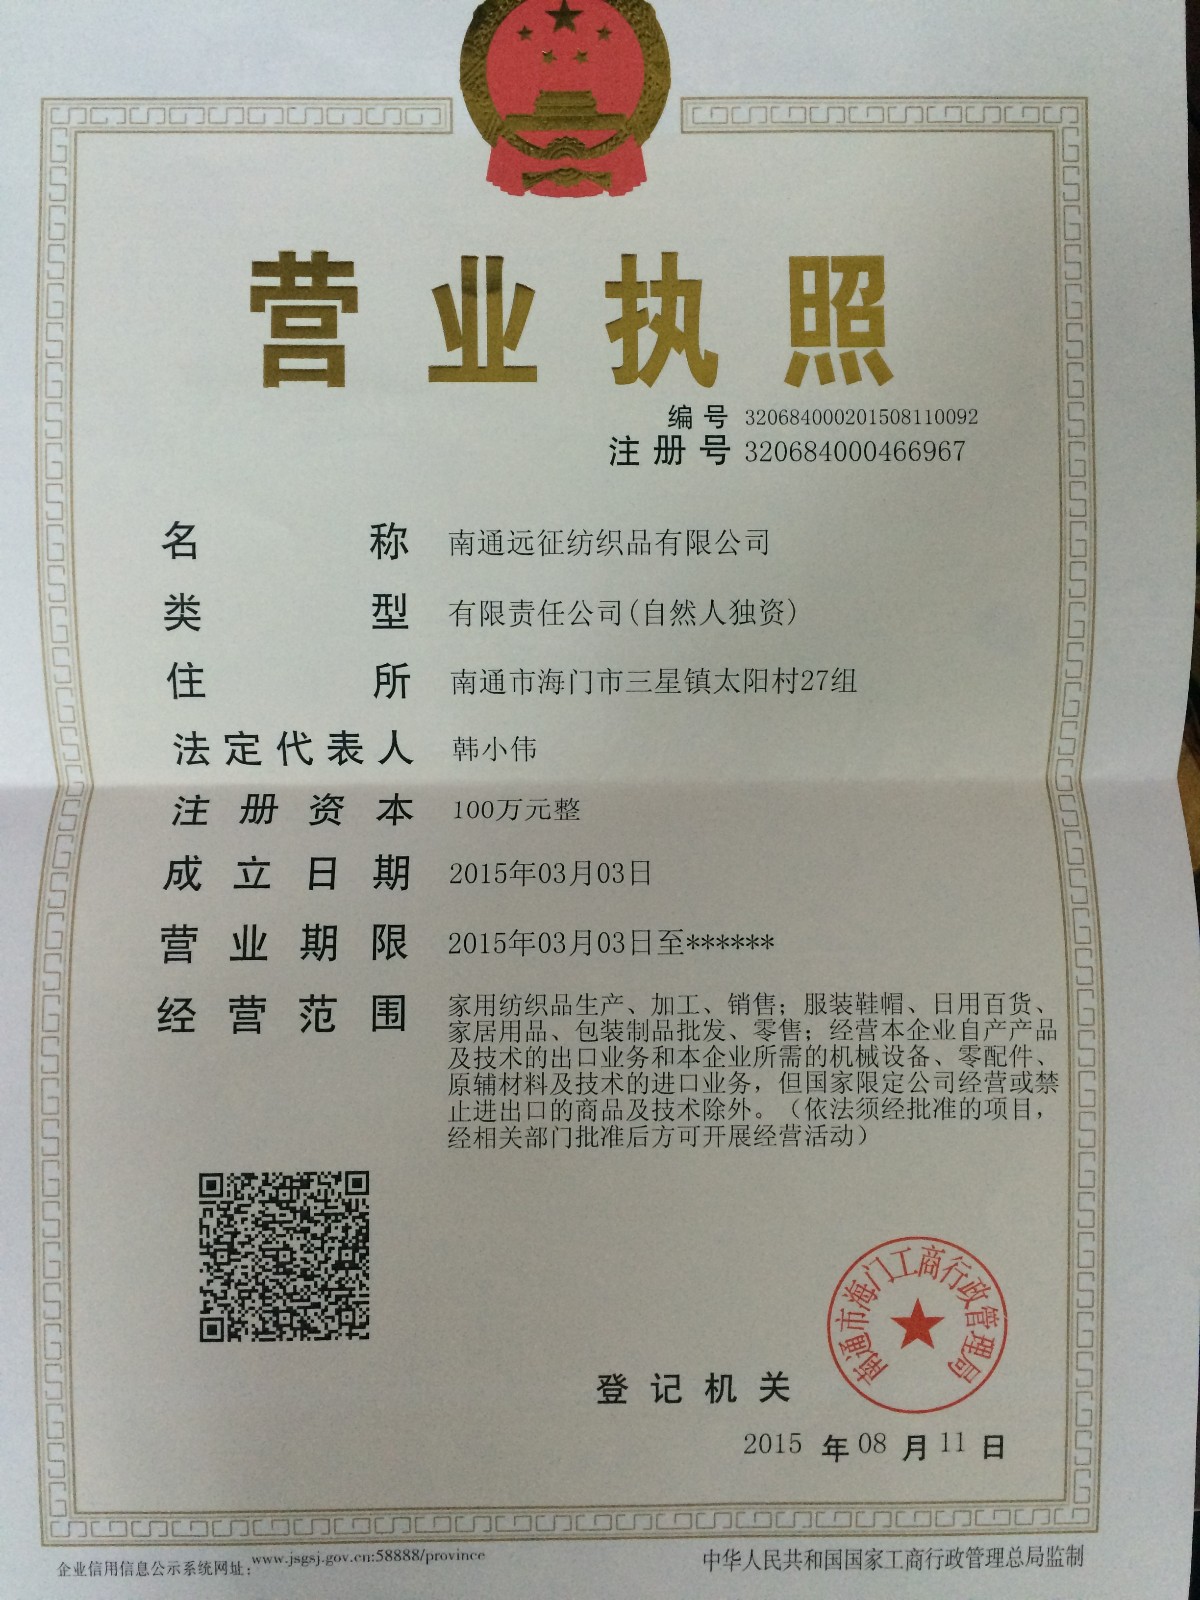 营业执照
编号 320684000201508110092
注册号 320684000466967
名称 南通远征纺织品有限公司
类型 有限责任公司(自然人独资)
住所 南通市海门市三星镇太阳村27组
法定代表人 韩小伟
注册资本 100万元整
成立日期 2015年03月03日
营业期限 2015年03月03日至******
经营范围 家用纺织品生产、加工、销售；服装鞋帽、日用百货、
家居用品、包装制品批发、零售；经营本企业自产产品
及技术的出口业务和本企业所需的机械设备、零配件、
原辅材料及技术的进口业务，但国家限定公司经营或禁
止进出口的商品及技术除外。（依法须经批准的项目，
经相关部门批准后方可开展经营活动）
南通市海门工商行政管理局
登记机关
2015 年 08 月 11 日
企业信用信息公示系统网址：www.jsgsj.gov.cn:58888/province
中华人民共和国国家工商行政管理总局监制